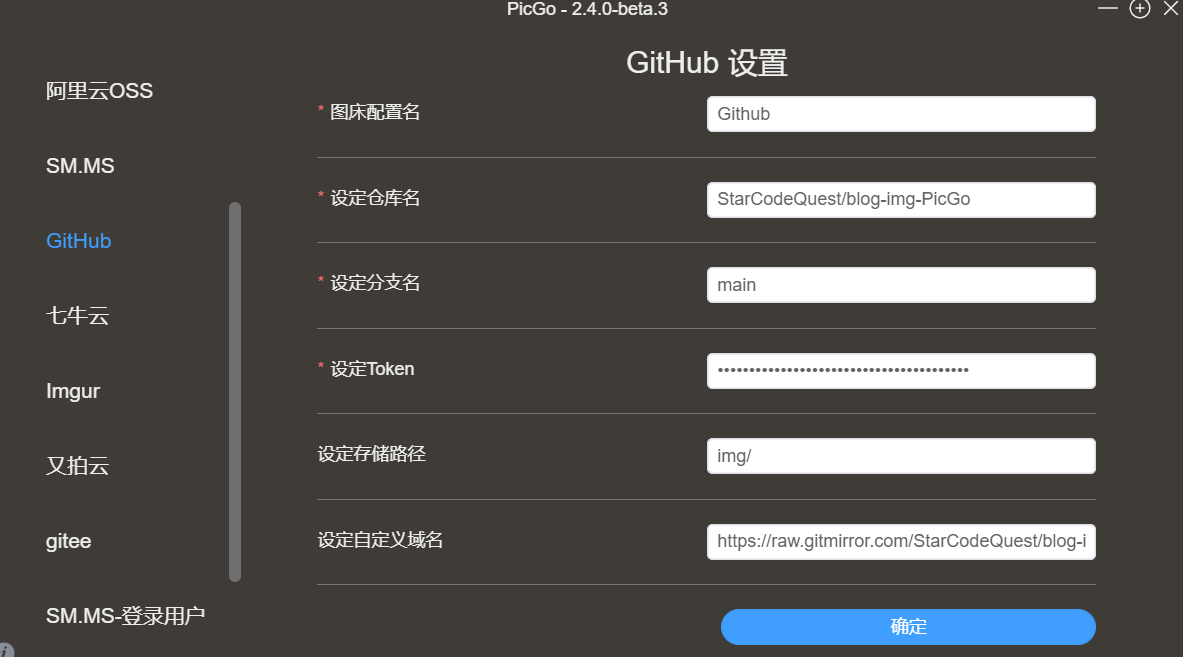 PicGo - 2.4.0-beta.3
阿里云OSS
SM.MS
GitHub
七牛云
Imgur
又拍云
gitee
SM.MS-登录用户
GitHub 设置
* 图床配置名
Github
* 设定仓库名
StarCodeQuest/blog-img-PicGo
* 设定分支名
main
* 设定Token
••••••••••••••••••••••••••••••••••••••••
设定存储路径
img/
设定自定义域名
https://raw.gitmirror.com/StarCodeQuest/blog-i
确定